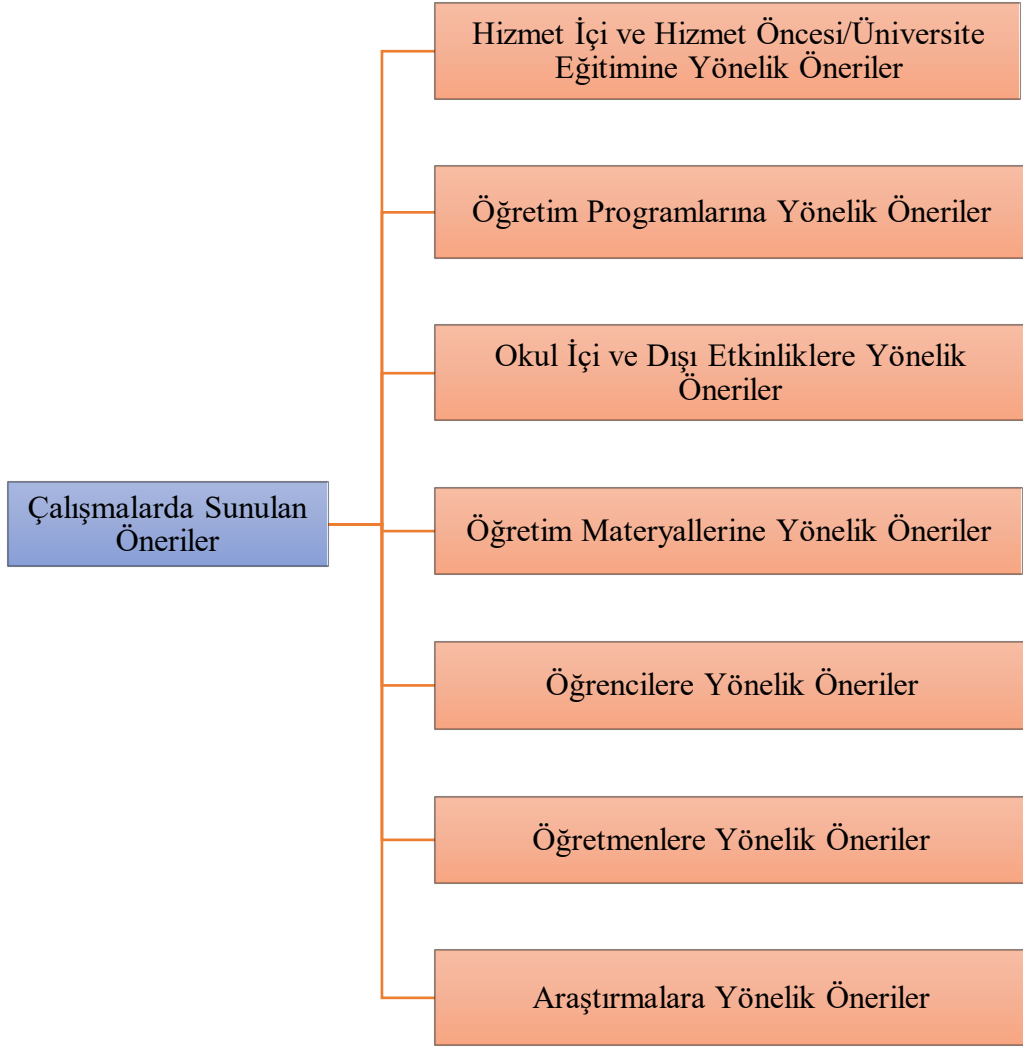 Hizmet İçi ve Hizmet Öncesi/Üniversite
Eğitimine Yönelik Öneriler
Öğretim Programlarına Yönelik Öneriler
Okul İçi ve Dışı Etkinliklere Yönelik
Öneriler
Çalışmalarda Sunulan
Öneriler
Öğretim Materyallerine Yönelik Öneriler
Öğrencilere Yönelik Öneriler
Öğretmenlere Yönelik Öneriler
Araştırmalara Yönelik Öneriler